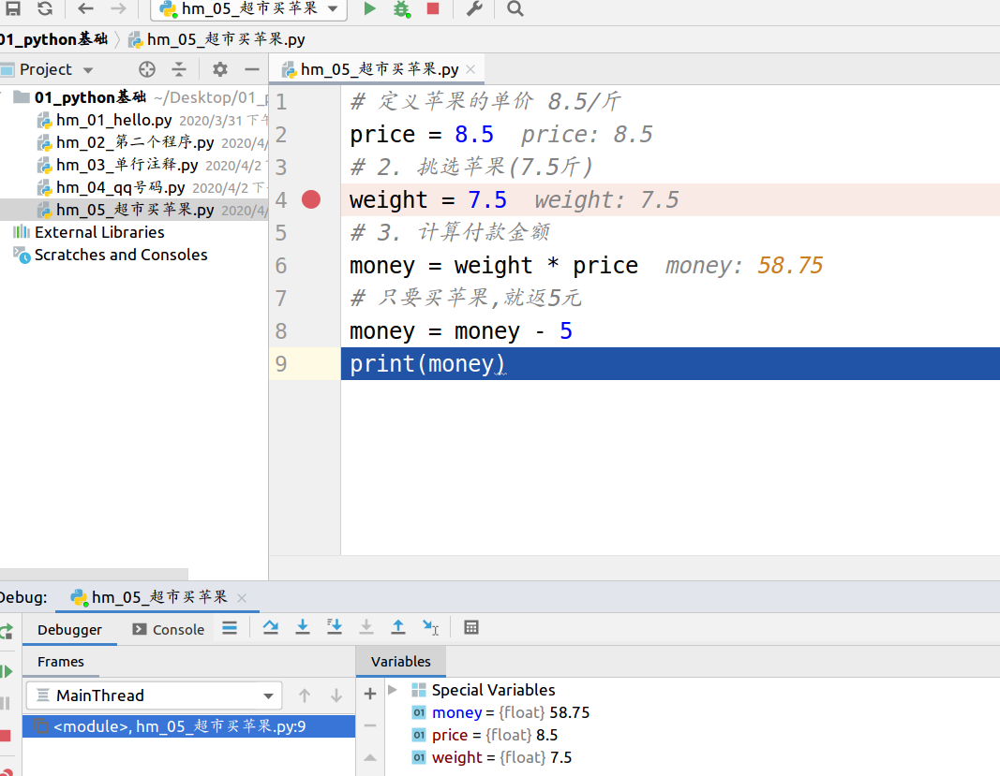 hm_05_超市买苹果
01_python基础 hm_05_超市买苹果.py
Project
hm_05_超市买苹果.py
01_python基础 ~/Desktop/01_p
hm_01_hello.py 2020/3/31 下午
hm_02_第二个程序.py 2020/4/
hm_03_单行注释.py 2020/4/2
hm_04_qq号码.py 2020/4/2 下
hm_05_超市买苹果.py 2020/4/
External Libraries
Scratches and Consoles
1 # 定义苹果的单价 8.5/斤
2 price = 8.5 price: 8.5
3 # 2. 挑选苹果(7.5斤)
4 weight = 7.5 weight: 7.5
5 # 3. 计算付款金额
6 money = weight * price money: 58.75
7 # 只要买苹果,就返5元
8 money = money - 5
9 print(money)
Debug: hm_05_超市买苹果
Debugger Console
Frames
MainThread
<module>, hm_05_超市买苹果.py:9
Variables
Special Variables
money = {float} 58.75
price = {float} 8.5
weight = {float} 7.5